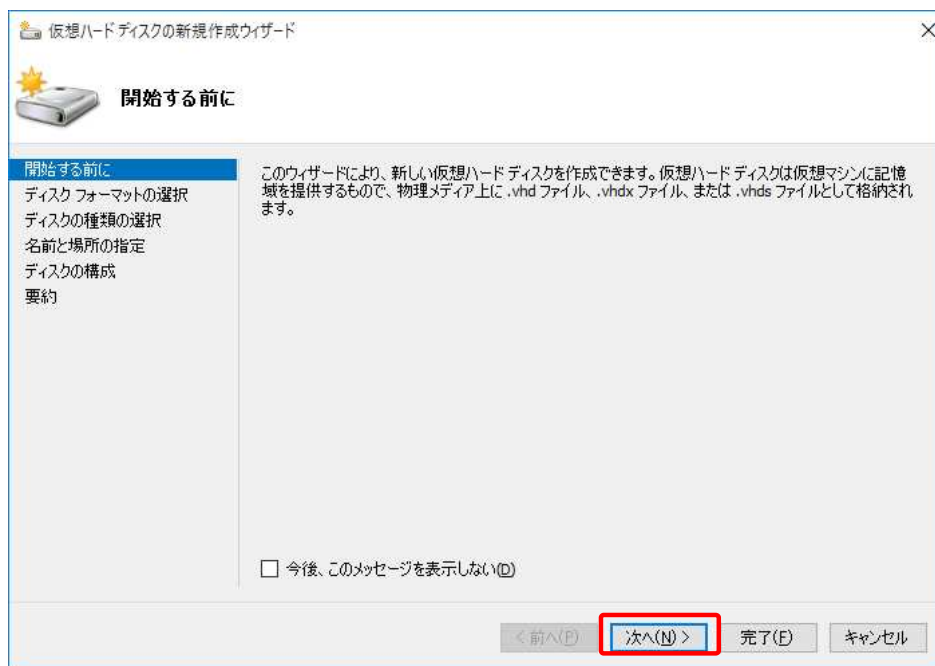 仮想ハード ディスクの新規作成ウィザード
開始する前に
開始する前に
ディスク フォーマットの選択
ディスクの種類の選択
名前と場所の指定
ディスクの構成
要約
このウィザードにより、新しい仮想ハード ディスクを作成できます。仮想ハード ディスクは仮想マシンに記憶
域を提供するもので、物理メディア上に .vhd ファイル、.vhdx ファイル、または .vhds ファイルとして格納され
ます。
今後、このメッセージを表示しない(D)
< 前へ(P) 次へ(N) > 完了(F) キャンセル